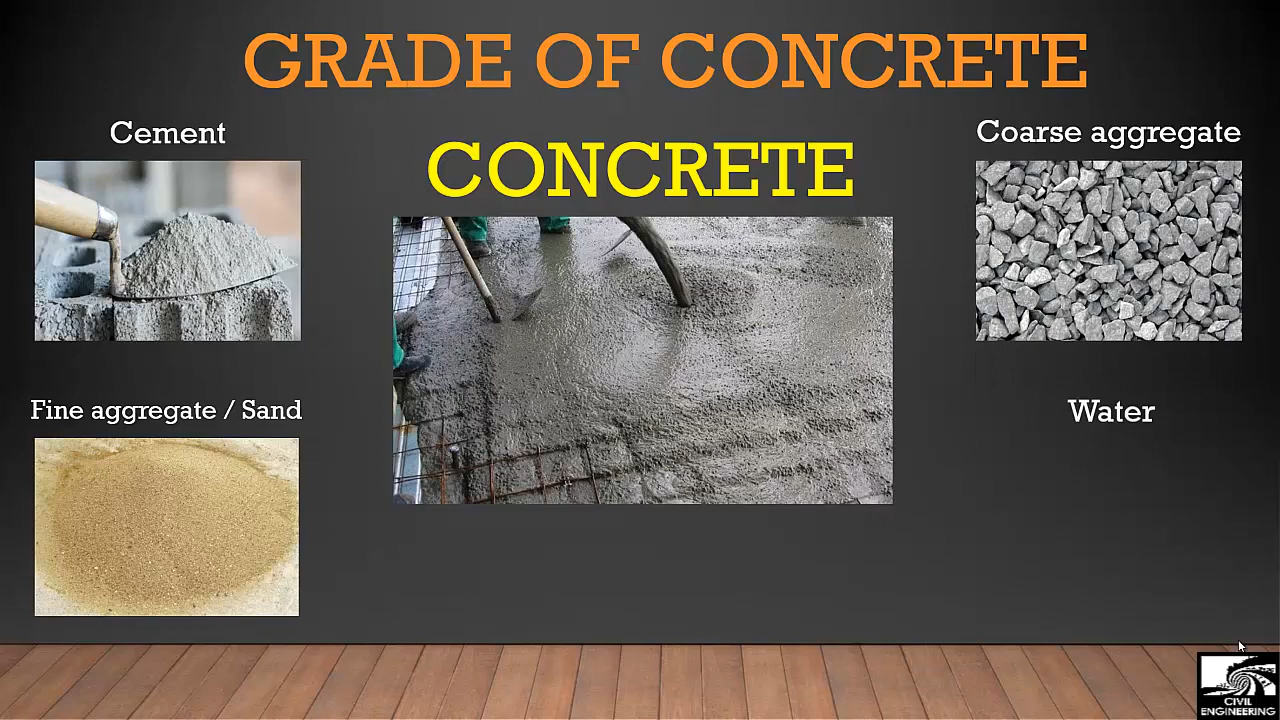 GRADE OF CONCRETE
Cement
CONCRETE
Coarse aggregate
Fine aggregate / Sand
Water
CIVIL
ENGINEERING